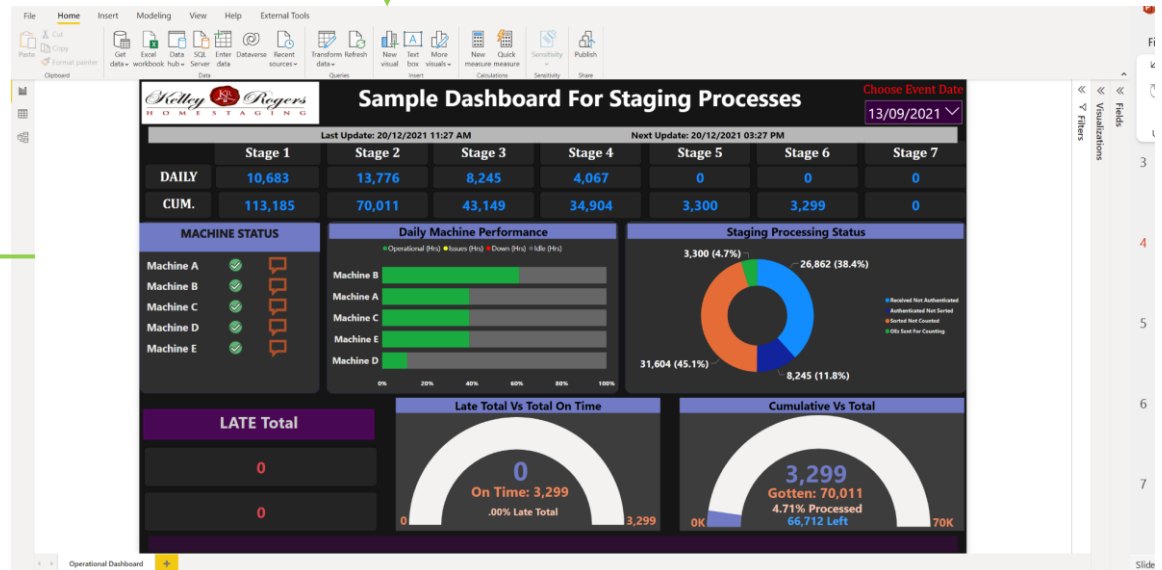 File Home Insert Modeling View Help External Tools
Paste
Cut
Copy
Format painter
Get data
Excel workbook
Data hub
SQL Server
Enter data
Dataverse
Recent sources
Transform data
Refresh
New visual
Text box
More visuals
New measure
Quick measure
Sensitivity
Publish
Clipboard Data Queries Insert Calculations Sensitivity Share
Kelley Rogers
HOMESTAGING
Sample Dashboard For Staging Processes
Choose Event Date
13/09/2021
Last Update: 20/12/2021 11:27 AM Next Update: 20/12/2021 03:27 PM
Stage 1 Stage 2 Stage 3 Stage 4 Stage 5 Stage 6 Stage 7
DAILY 10,683 13,776 8,245 4,067 0 0 0
CUM. 113,185 70,011 43,149 34,904 3,300 3,299 0
MACHINE STATUS
Machine A
Machine B
Machine C
Machine D
Machine E
Daily Machine Performance
Operational (Hrs) Issues (Hrs) Down (Hrs) Idle (Hrs)
Machine B
Machine A
Machine C
Machine E
Machine D
0% 20% 40% 60% 80% 100%
Staging Processing Status
3,300 (4.7%)
26,862 (38.4%)
31,604 (45.1%)
8,245 (11.8%)
Received Not Authenticated
Authenticated Not Sorted
Sorted Not Counted
Sent For Counting
LATE Total
0
0
Late Total Vs Total On Time
0
On Time: 3,299
.00% Late
Total
0 3,299
Cumulative Vs Total
3,299
Gotten: 70,011
4.71% Processed
66,712 Left
0K 70K
Filters
Visualizations
Fields
Operational Dashboard
Fi
3
4
5
6
7
Slide